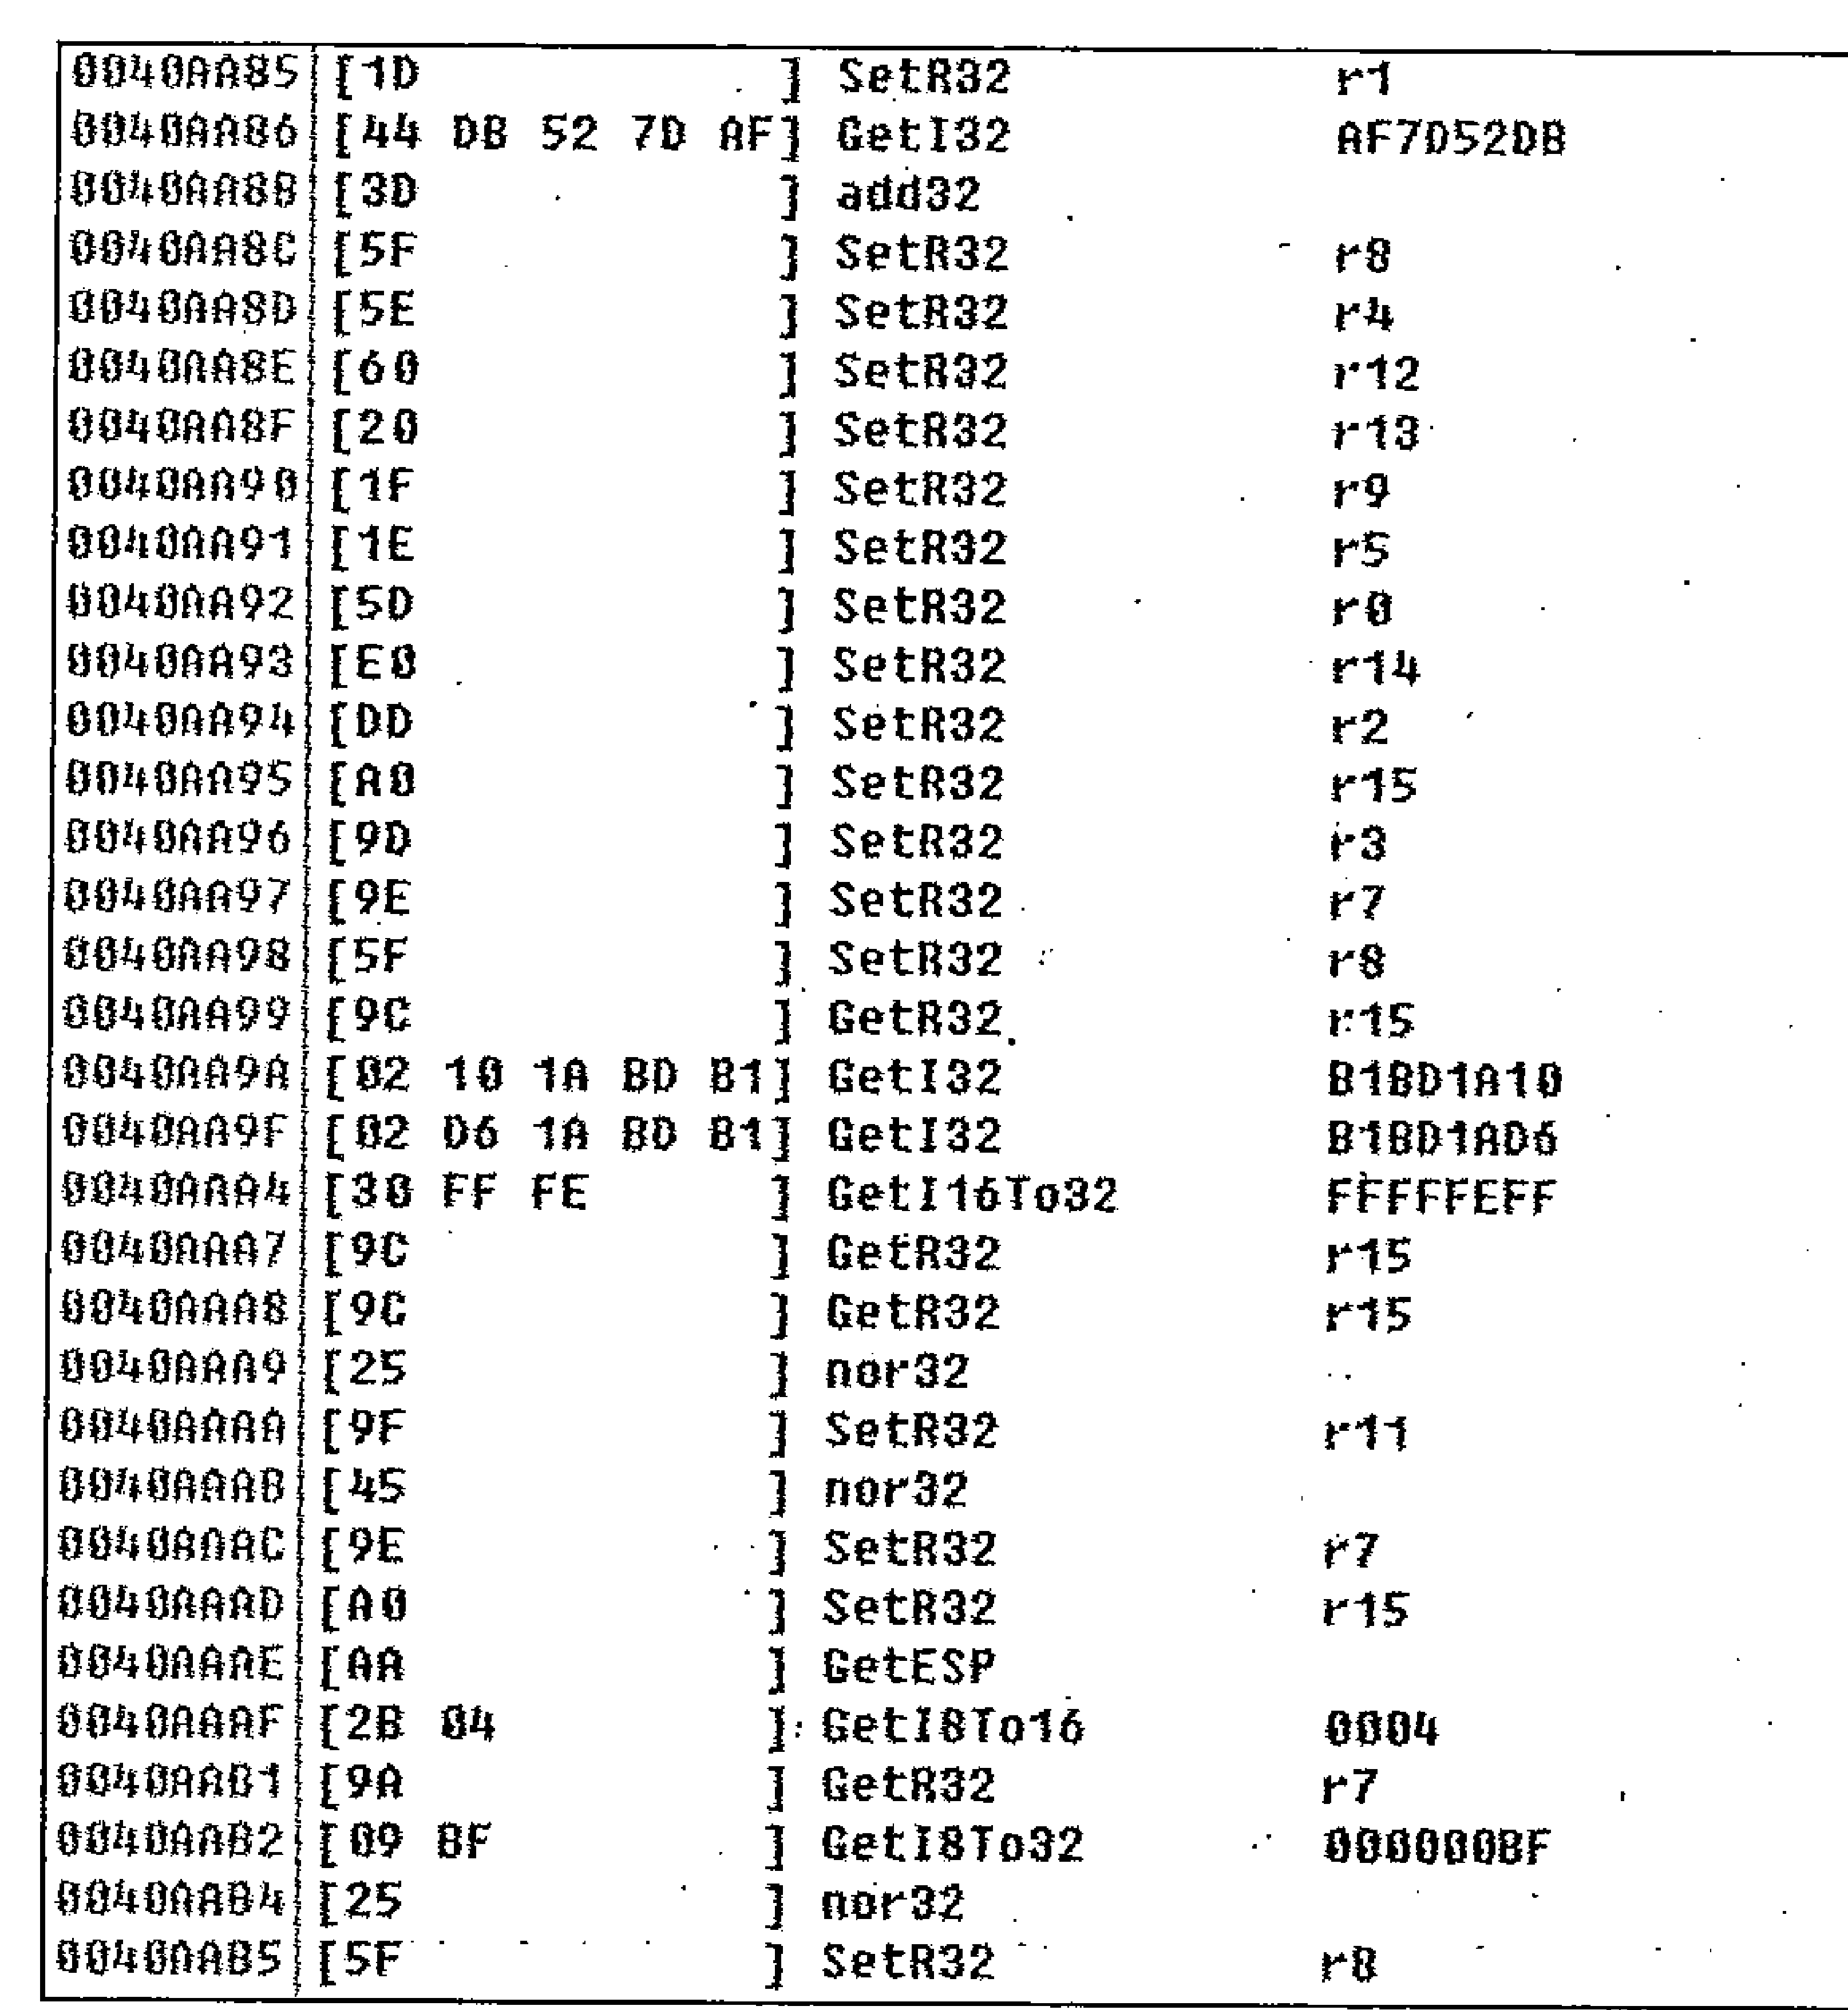 0040AA85 [1D ] SetR32 r1
0040AA86 [44 DB 52 7D AF] GetI32 AF7D52DB
0040AA8B [3D ] add32
0040AA8C [5F ] SetR32 r8
0040AA8D [5E ] SetR32 r4
0040AA8E [60 ] SetR32 r12
0040AA8F [20 ] SetR32 r13
0040AA90 [1F ] SetR32 r9
0040AA91 [1E ] SetR32 r5
0040AA92 [5D ] SetR32 r0
0040AA93 [E0 ] SetR32 r14
0040AA94 [DD ] SetR32 r2
0040AA95 [A0 ] SetR32 r15
0040AA96 [9D ] SetR32 r3
0040AA97 [9E ] SetR32 r7
0040AA98 [5F ] SetR32 r8
0040AA99 [9C ] GetR32 r15
0040AA9A [02 10 1A BD B1] GetI32 B1BD1A10
0040AA9F [02 D6 1A BD B1] GetI32 B1BD1AD6
0040AAA4 [30 FF FE ] GetI16To32 FFFFFEFF
0040AAA7 [9C ] GetR32 r15
0040AAA8 [9C ] GetR32 r15
0040AAA9 [25 ] nor32
0040AAAA [9F ] SetR32 r11
0040AAAB [45 ] nor32
0040AAAC [9E ] SetR32 r7
0040AAAD [A0 ] SetR32 r15
0040AAAE [AA ] GetESP
0040AAAF [2B 04 ] GetI8To16 0004
0040AAB1 [9A ] GetR32 r7
0040AAB2 [09 BF ] GetI8To32 000000BF
0040AAB4 [25 ] nor32
0040AAB5 [5F ] SetR32 r8